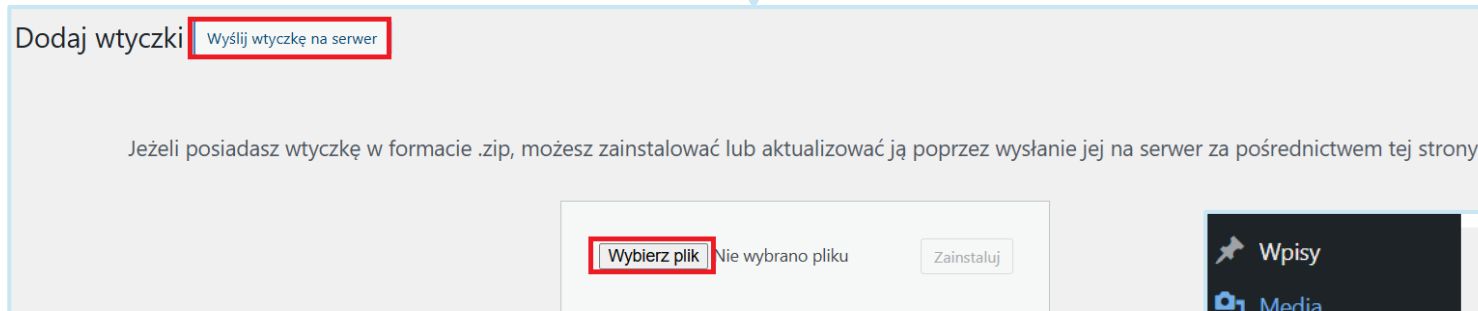 Dodaj wtyczki Wyślij wtyczkę na serwer
Jeżeli posiadasz wtyczkę w formacie .zip, możesz zainstalować lub aktualizować ją poprzez wysłanie jej na serwer za pośrednictwem tej strony
Wybierz plik Nie wybrano pliku Zainstaluj
Wpisy
Media